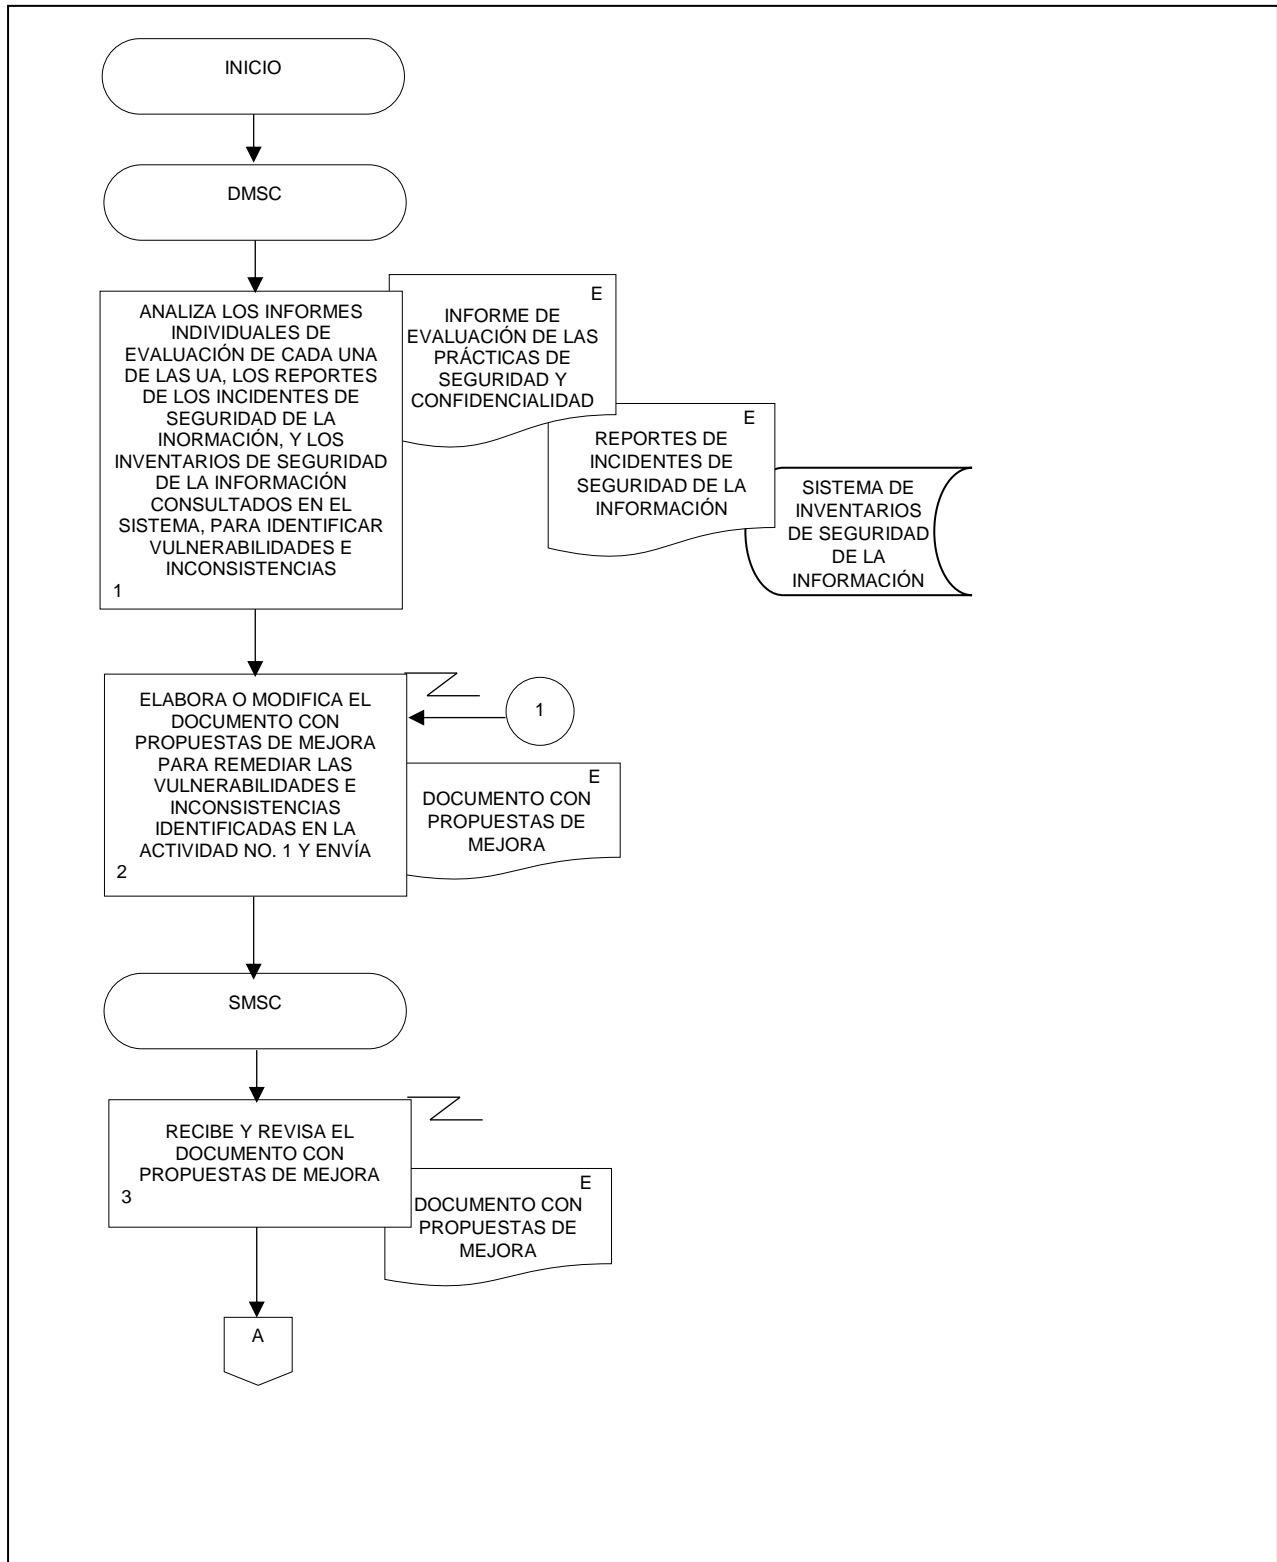 INICIO
DMSC
ANALIZA LOS INFORMES
INDIVIDUALES DE
EVALUACIÓN DE CADA UNA
DE LAS UA, LOS REPORTES
DE LOS INCIDENTES DE
SEGURIDAD DE LA
INORMACIÓN, Y LOS
INVENTARIOS DE SEGURIDAD
DE LA INFORMACIÓN
CONSULTADOS EN EL
SISTEMA, PARA IDENTIFICAR
VULNERABILIDADES E
INCONSISTENCIAS
1
E
INFORME DE
EVALUACIÓN DE LAS
PRÁCTICAS DE
SEGURIDAD Y
CONFIDENCIALIDAD
E
REPORTES DE
INCIDENTES DE
SEGURIDAD DE LA
INFORMACIÓN
SISTEMA DE
INVENTARIOS
DE SEGURIDAD
DE LA
INFORMACIÓN
ELABORA O MODIFICA EL
DOCUMENTO CON
PROPUESTAS DE MEJORA
PARA REMEDIAR LAS
VULNERABILIDADES E
INCONSISTENCIAS
IDENTIFICADAS EN LA
ACTIVIDAD NO. 1 Y ENVÍA
2
1
E
DOCUMENTO CON
PROPUESTAS DE
MEJORA
SMSC
RECIBE Y REVISA EL
DOCUMENTO CON
PROPUESTAS DE MEJORA
3
E
DOCUMENTO CON
PROPUESTAS DE
MEJORA
A